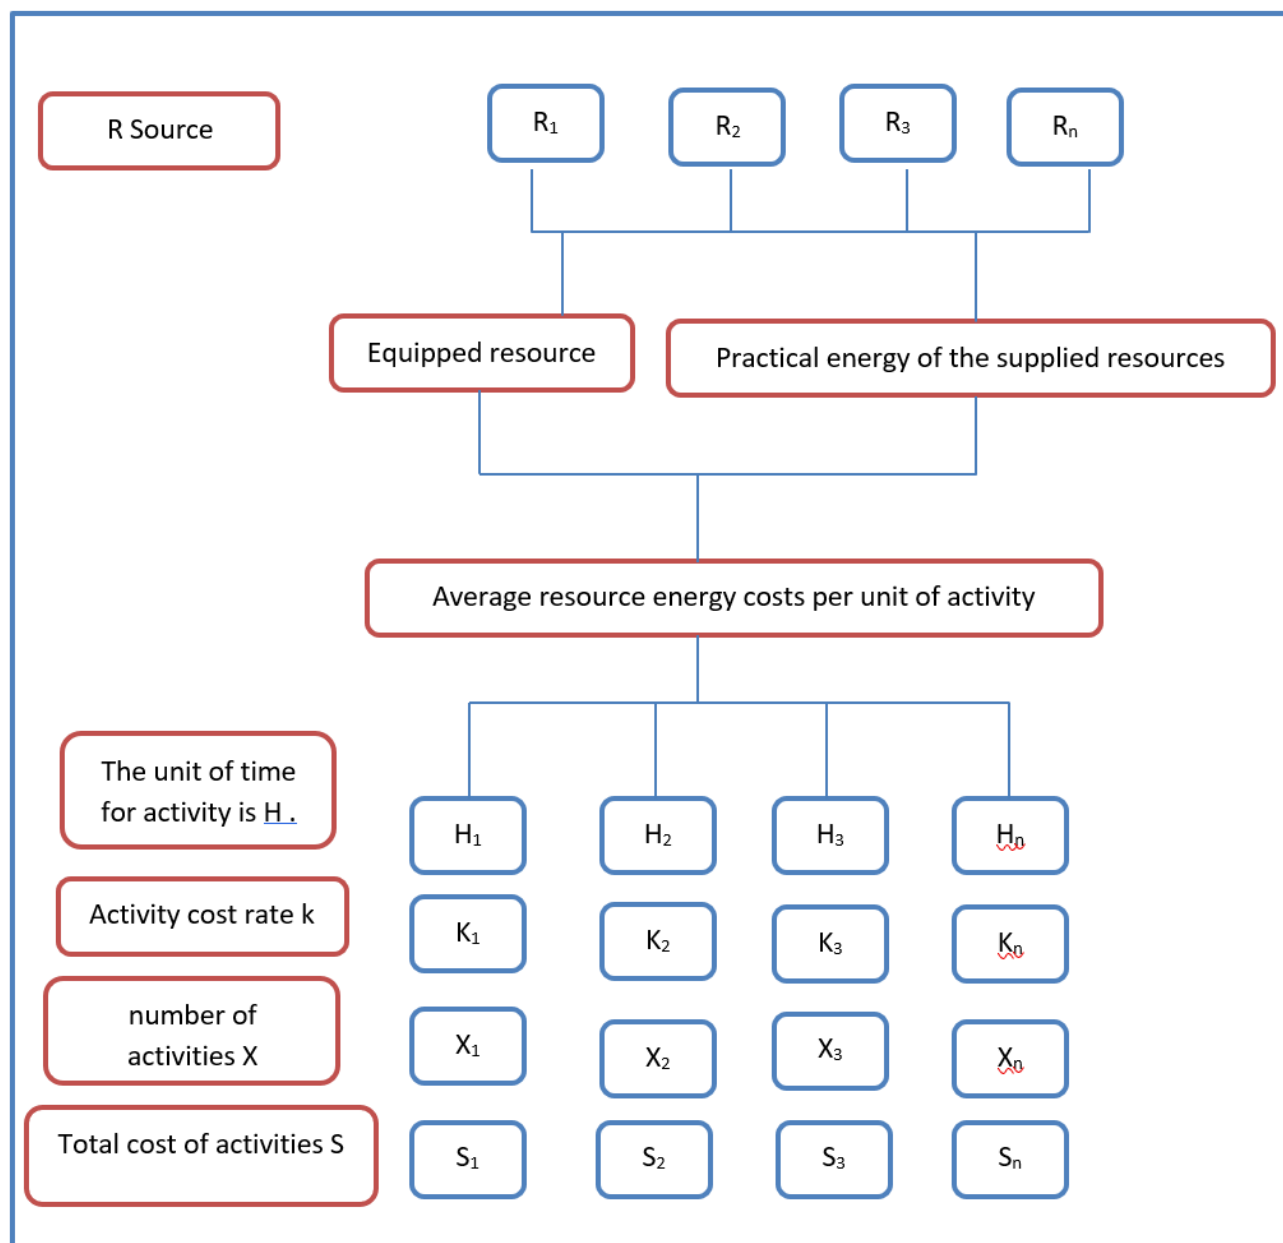 R Source
R₁
R₂
R₃
Rₙ
Equipped resource
Practical energy of the supplied resources
Average resource energy costs per unit of activity
The unit of time
for activity is H .
H₁
H₂
H₃
Hₙ
Activity cost rate k
K₁
K₂
K₃
Kₙ
number of
activities X
X₁
X₂
X₃
Xₙ
Total cost of activities S
S₁
S₂
S₃
Sₙ